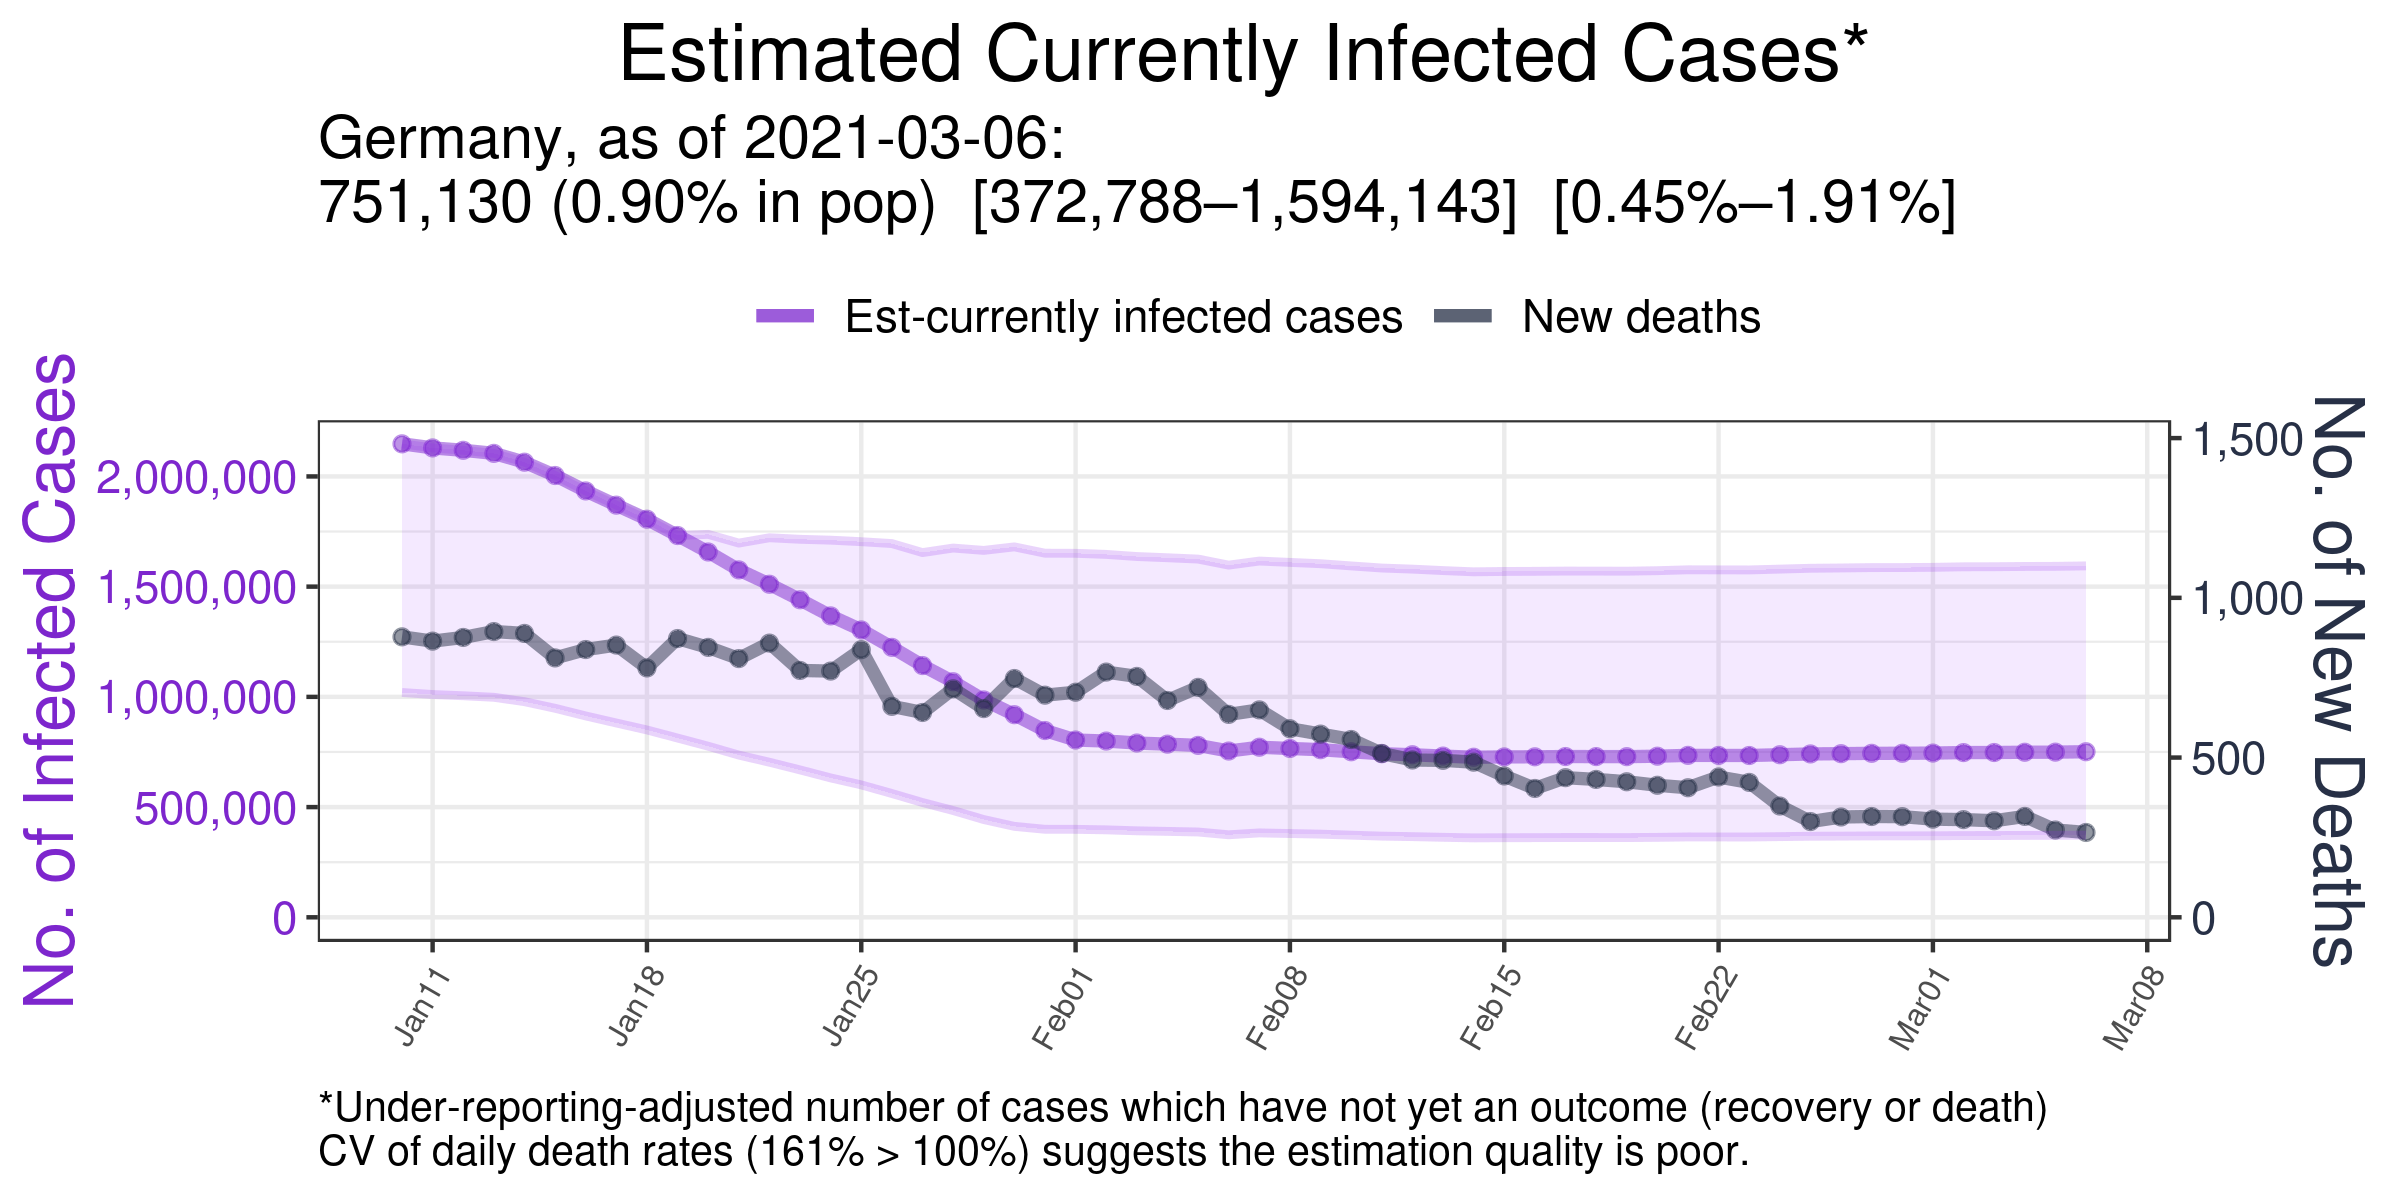 Estimated Currently Infected Cases*
Germany, as of 2021-03-06:
751,130 (0.90% in pop)  [372,788–1,594,143]  [0.45%–1.91%]
Est-currently infected cases
New deaths
No. of Infected Cases
2,000,000
1,500,000
1,000,000
500,000
0
1,500
1,000
500
0
No. of New Deaths
Jan11
Jan18
Jan25
Feb01
Feb08
Feb15
Feb22
Mar01
Mar08
*Under-reporting-adjusted number of cases which have not yet an outcome (recovery or death)
CV of daily death rates (161% > 100%) suggests the estimation quality is poor.